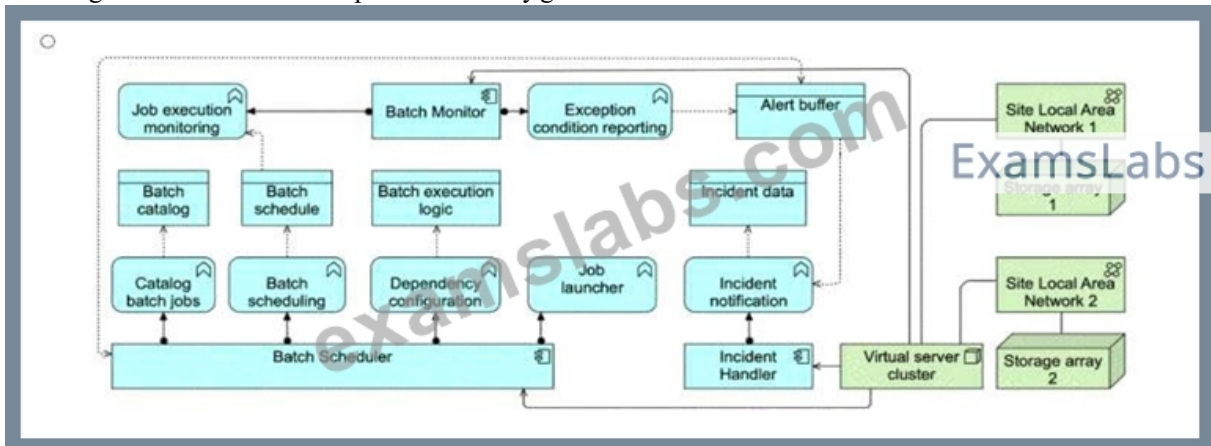 Job execution
monitoring
Batch Monitor
Exception
condition reporting
Alert buffer
Site Local Area
Network 1
ExamsLabs
Storage array
1
Batch
catalog
Batch
schedule
Batch execution
logic
Incident data
examslabs.com
Catalog
batch jobs
Batch
scheduling
Dependency
configuration
Job
launcher
Incident
notification
Site Local Area
Network 2
Batch Scheduler
Incident
Handler
Virtual server
cluster
Storage array
2